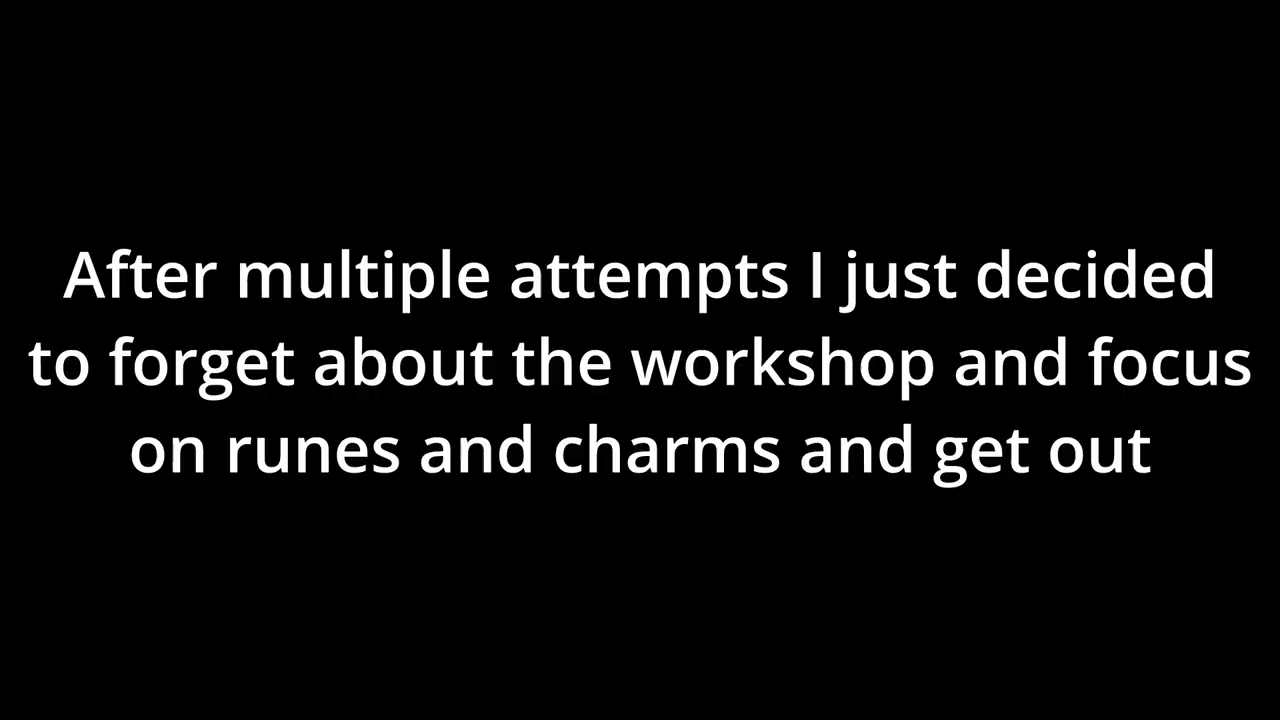 After multiple attempts I just decided
to forget about the workshop and focus
on runes and charms and get out